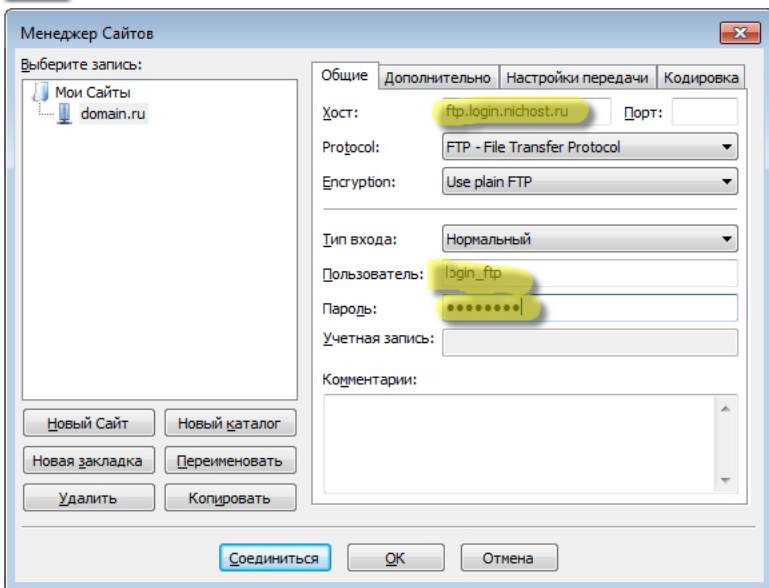 Менеджер Сайтов
Выберите запись:
Мои Сайты
domain.ru
Новый Сайт
Новый каталог
Новая закладка
Переименовать
Удалить
Копировать
Общие
Дополнительно
Настройки передачи
Кодировка
Хост:
ftp.login.nichost.ru
Порт:
Protocol:
FTP - File Transfer Protocol
Encryption:
Use plain FTP
Тип входа:
Нормальный
Пользователь:
login_ftp
Пароль:
●●●●●●●●
Учетная запись:
Комментарии:
Соединиться
OK
Отмена